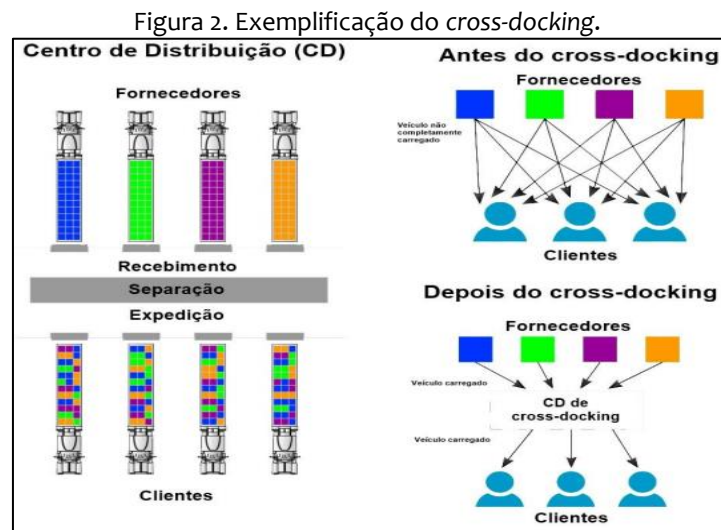 Figura 2. Exemplificação do cross-docking.
Centro de Distribuição (CD)
Fornecedores
Recebimento
Separação
Expedição
Clientes
Antes do cross-docking
Fornecedores
Veículo não
completamente
carregado
Clientes
Depois do cross-docking
Fornecedores
Veículo carregado
CD de
cross-docking
Veículo carregado
Clientes